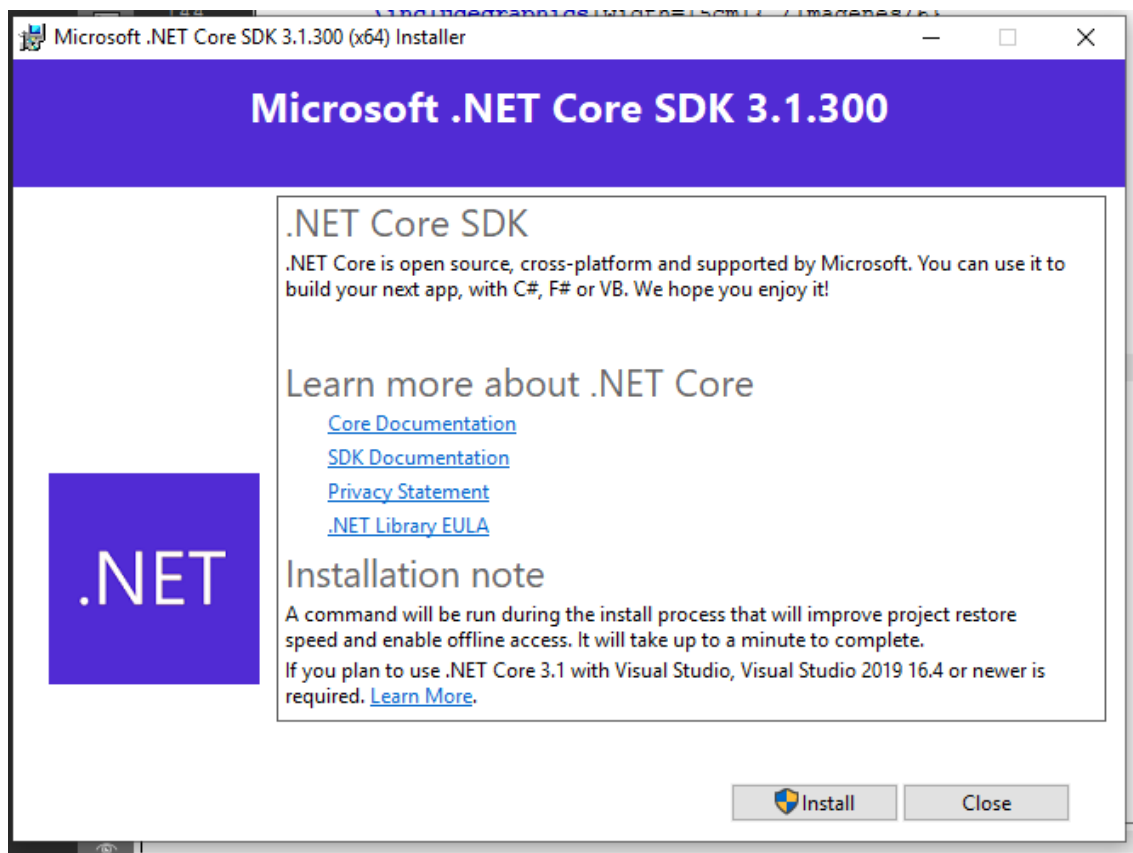 144 \includegraphics[width=15cm]{./Imagenes/6}
Microsoft .NET Core SDK 3.1.300 (x64) Installer
Microsoft .NET Core SDK 3.1.300
.NET Core SDK
.NET Core is open source, cross-platform and supported by Microsoft. You can use it to
build your next app, with C#, F# or VB. We hope you enjoy it!
Learn more about .NET Core
Core Documentation
SDK Documentation
Privacy Statement
.NET Library EULA
.NET
Installation note
A command will be run during the install process that will improve project restore
speed and enable offline access. It will take up to a minute to complete.
If you plan to use .NET Core 3.1 with Visual Studio, Visual Studio 2019 16.4 or newer is
required. Learn More.
Install
Close